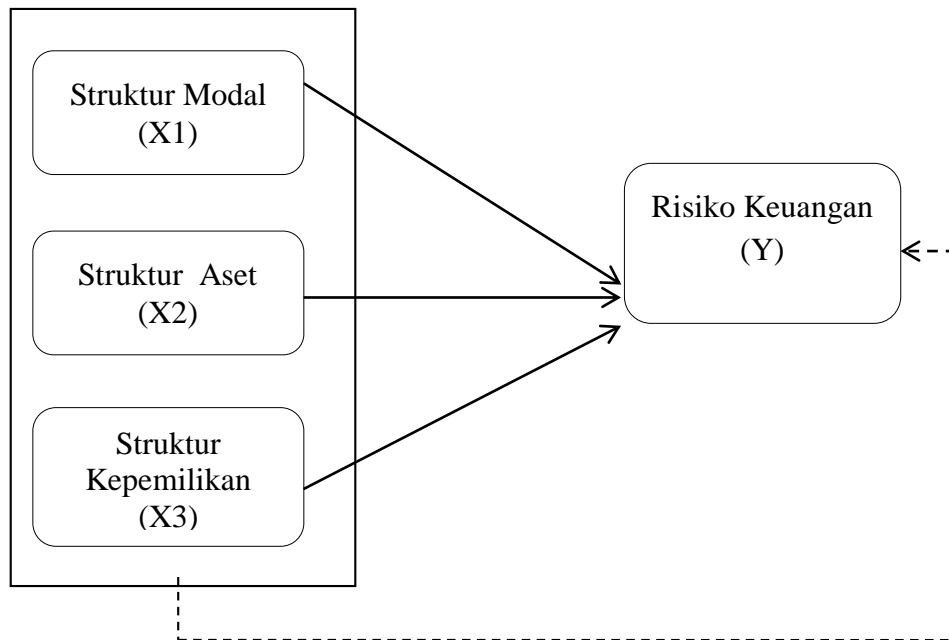 Struktur Modal
(X1)
Risiko Keuangan
(Y)
Struktur Aset
(X2)
Struktur
Kepemilikan
(X3)